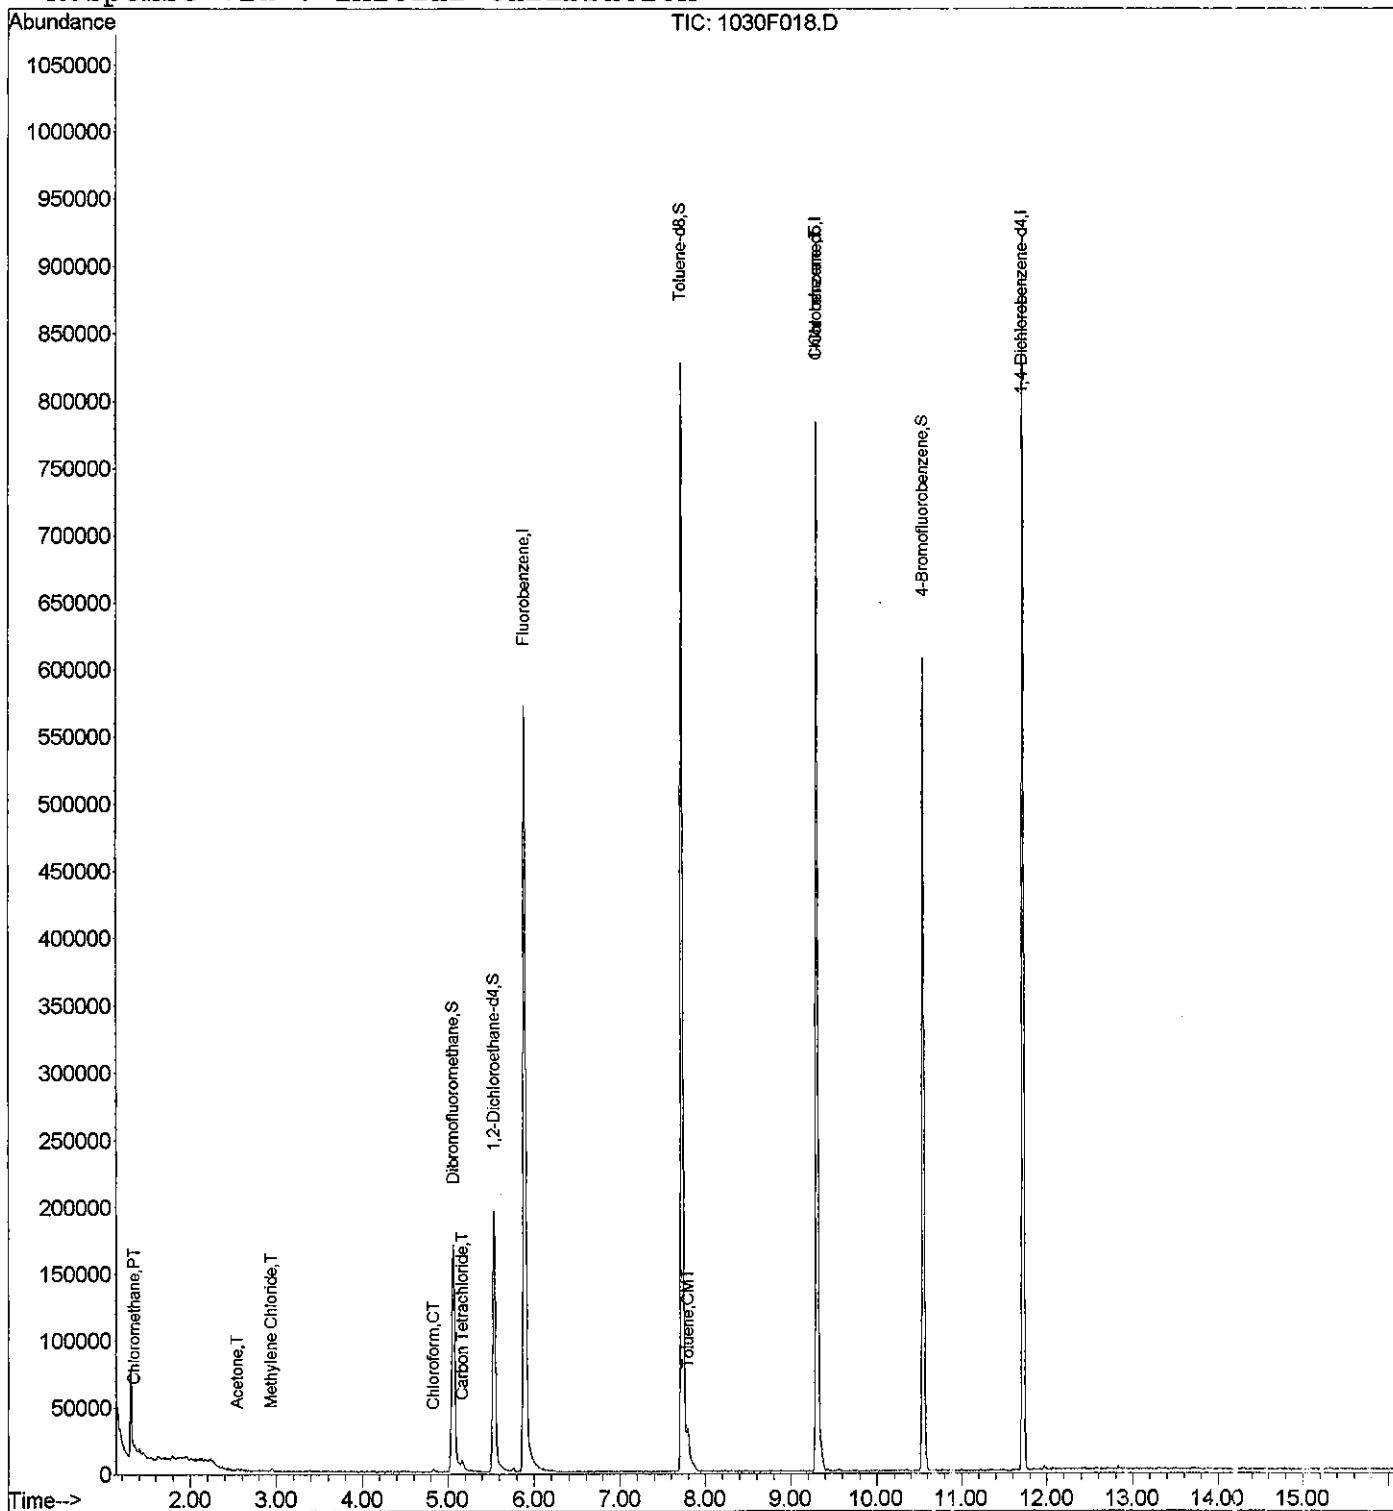 Response via : Initial Calibration
Abundance
TIC: 1030F018.D
1050000
1000000
950000
900000
850000
800000
750000
700000
650000
600000
550000
500000
450000
400000
350000
300000
250000
200000
150000
100000
50000
0
Chloromethane,PT
Acetone,T
Methylene Chloride,T
Chloroform,CT
Dibromofluoromethane,S
Carbon Tetrachloride,T
1,2-Dichloroethane-d4,S
Fluorobenzene,I
Toluene-d8,S
Toluene,CMT
4-Bromofluorobenzene,S
1,4-Dichlorobenzene-d4,I
Time-->
2.00 3.00 4.00 5.00 6.00 7.00 8.00 9.00 10.00 11.00 12.00 13.00 14.00 15.00